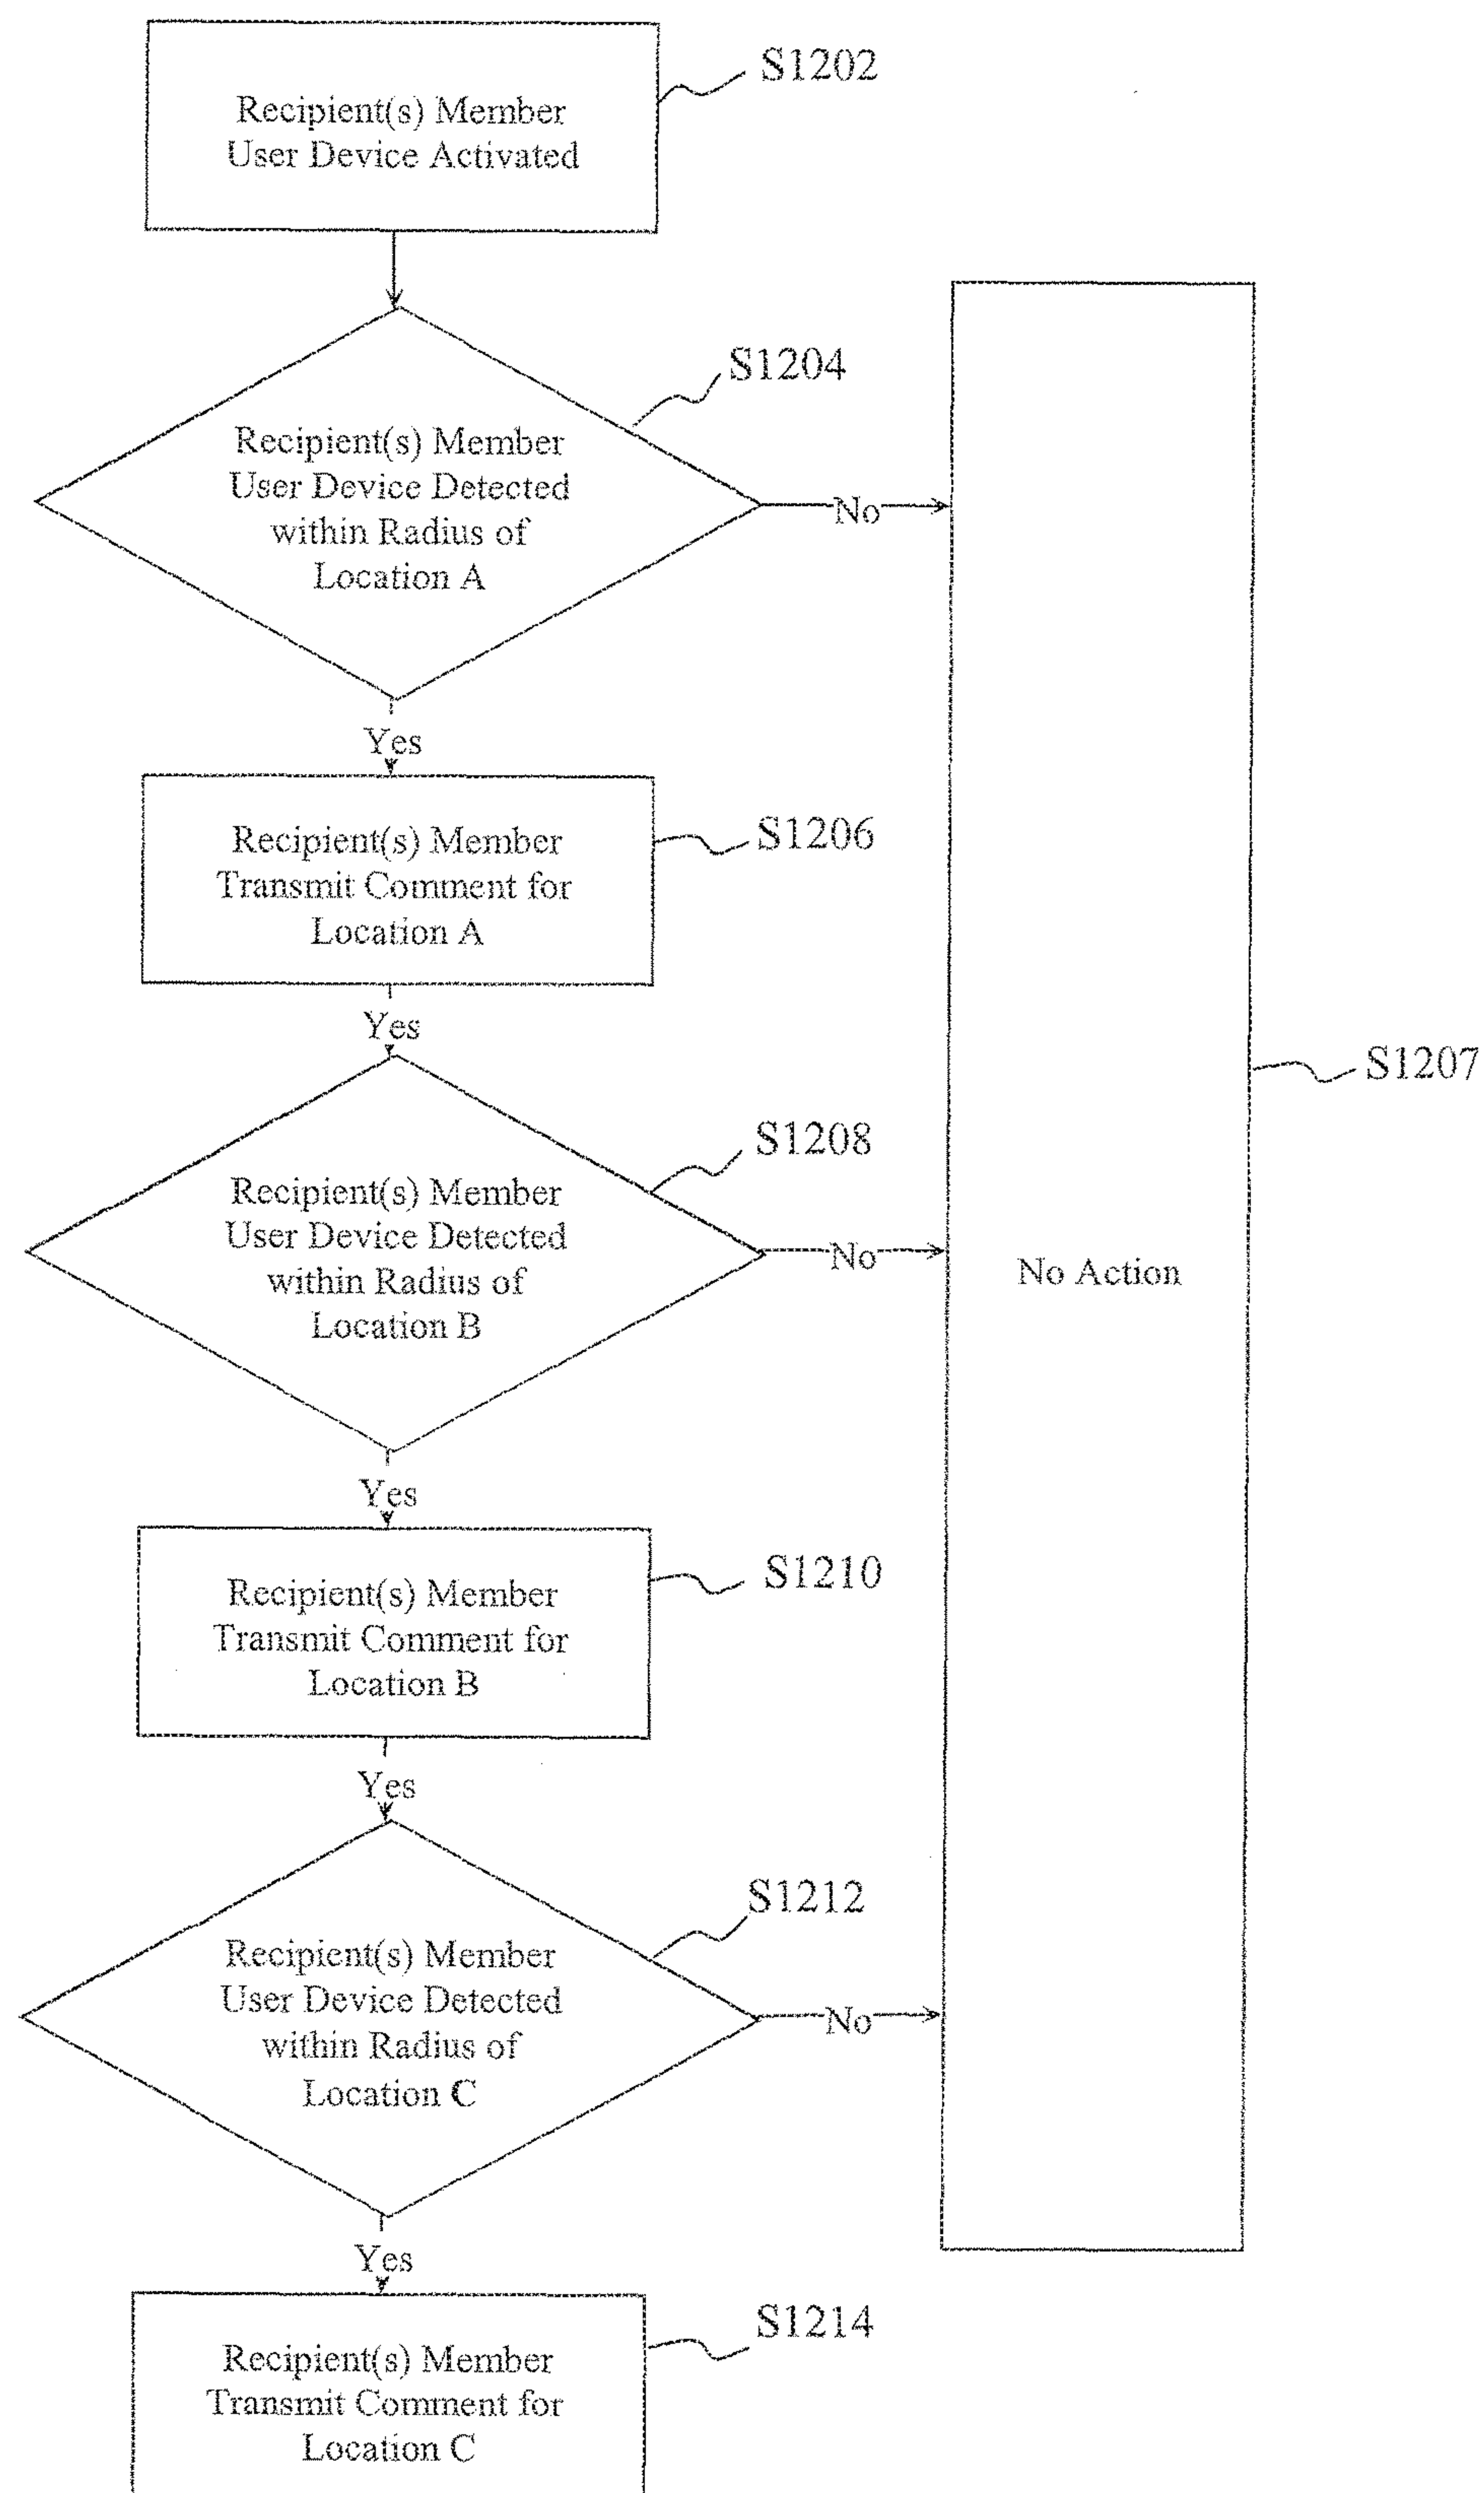 S1202
Recipient(s) Member
User Device Activated
S1204
Recipient(s) Member
User Device Detected
within Radius of
Location A
No
Yes
Recipient(s) Member
Transmit Comment for
Location A
S1206
Yes
S1207
S1208
Recipient(s) Member
User Device Detected
within Radius of
Location B
No
No Action
Yes
Recipient(s) Member
Transmit Comment for
Location B
S1210
Yes
S1212
Recipient(s) Member
User Device Detected
within Radius of
Location C
No
Yes
S1214
Recipient(s) Member
Transmit Comment for
Location C